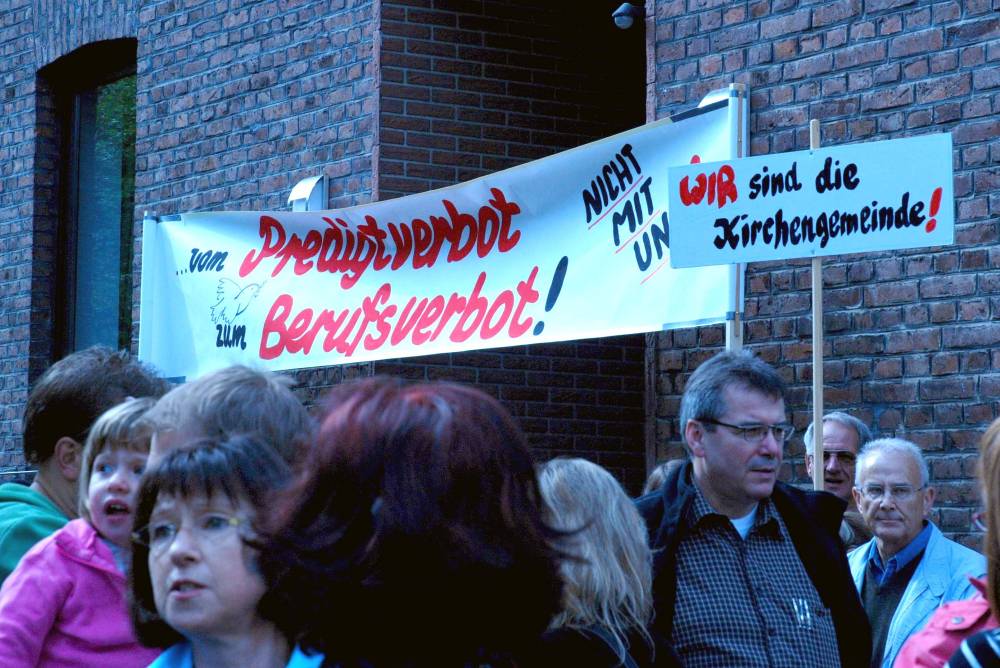 ...vom Predigtverbot
zum Berufsverbot!
NICHT
MIT
UN
WIR sind die
Kirchengemeinde!